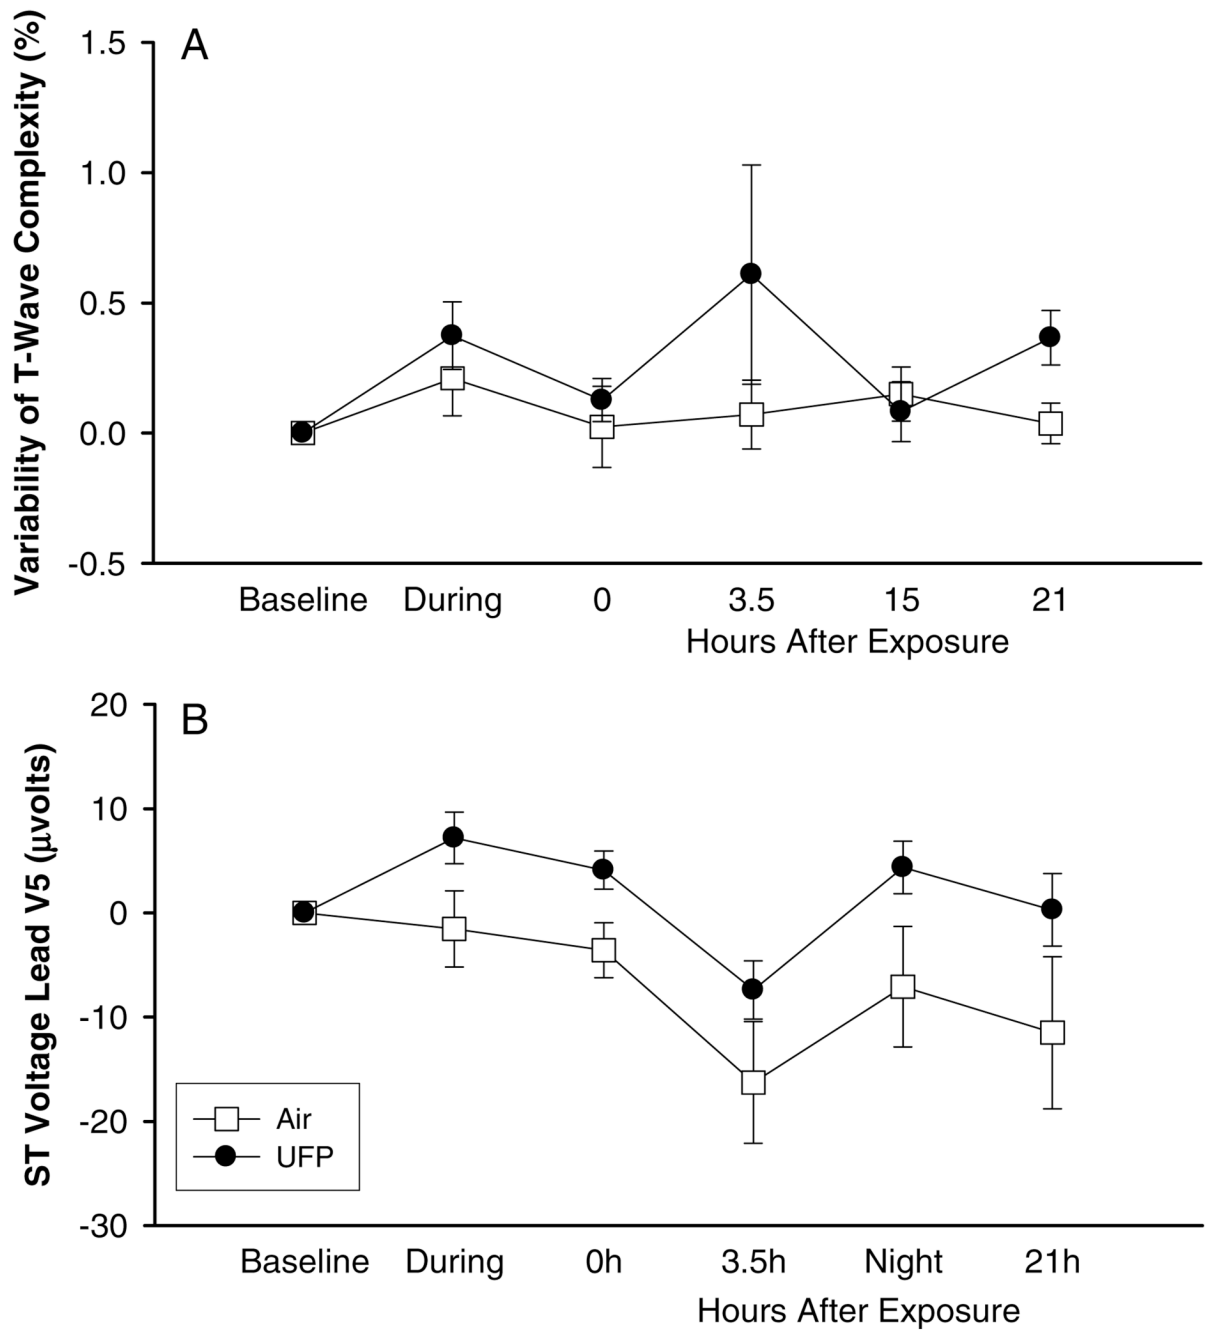 A
Variability of T-Wave Complexity (%)
1.5
1.0
0.5
0.0
-0.5
Baseline During 0 3.5 15 21
Hours After Exposure
B
ST Voltage Lead V5 (μvolts)
20
10
0
-10
-20
-30
Air
UFP
Baseline During 0h 3.5h Night 21h
Hours After Exposure